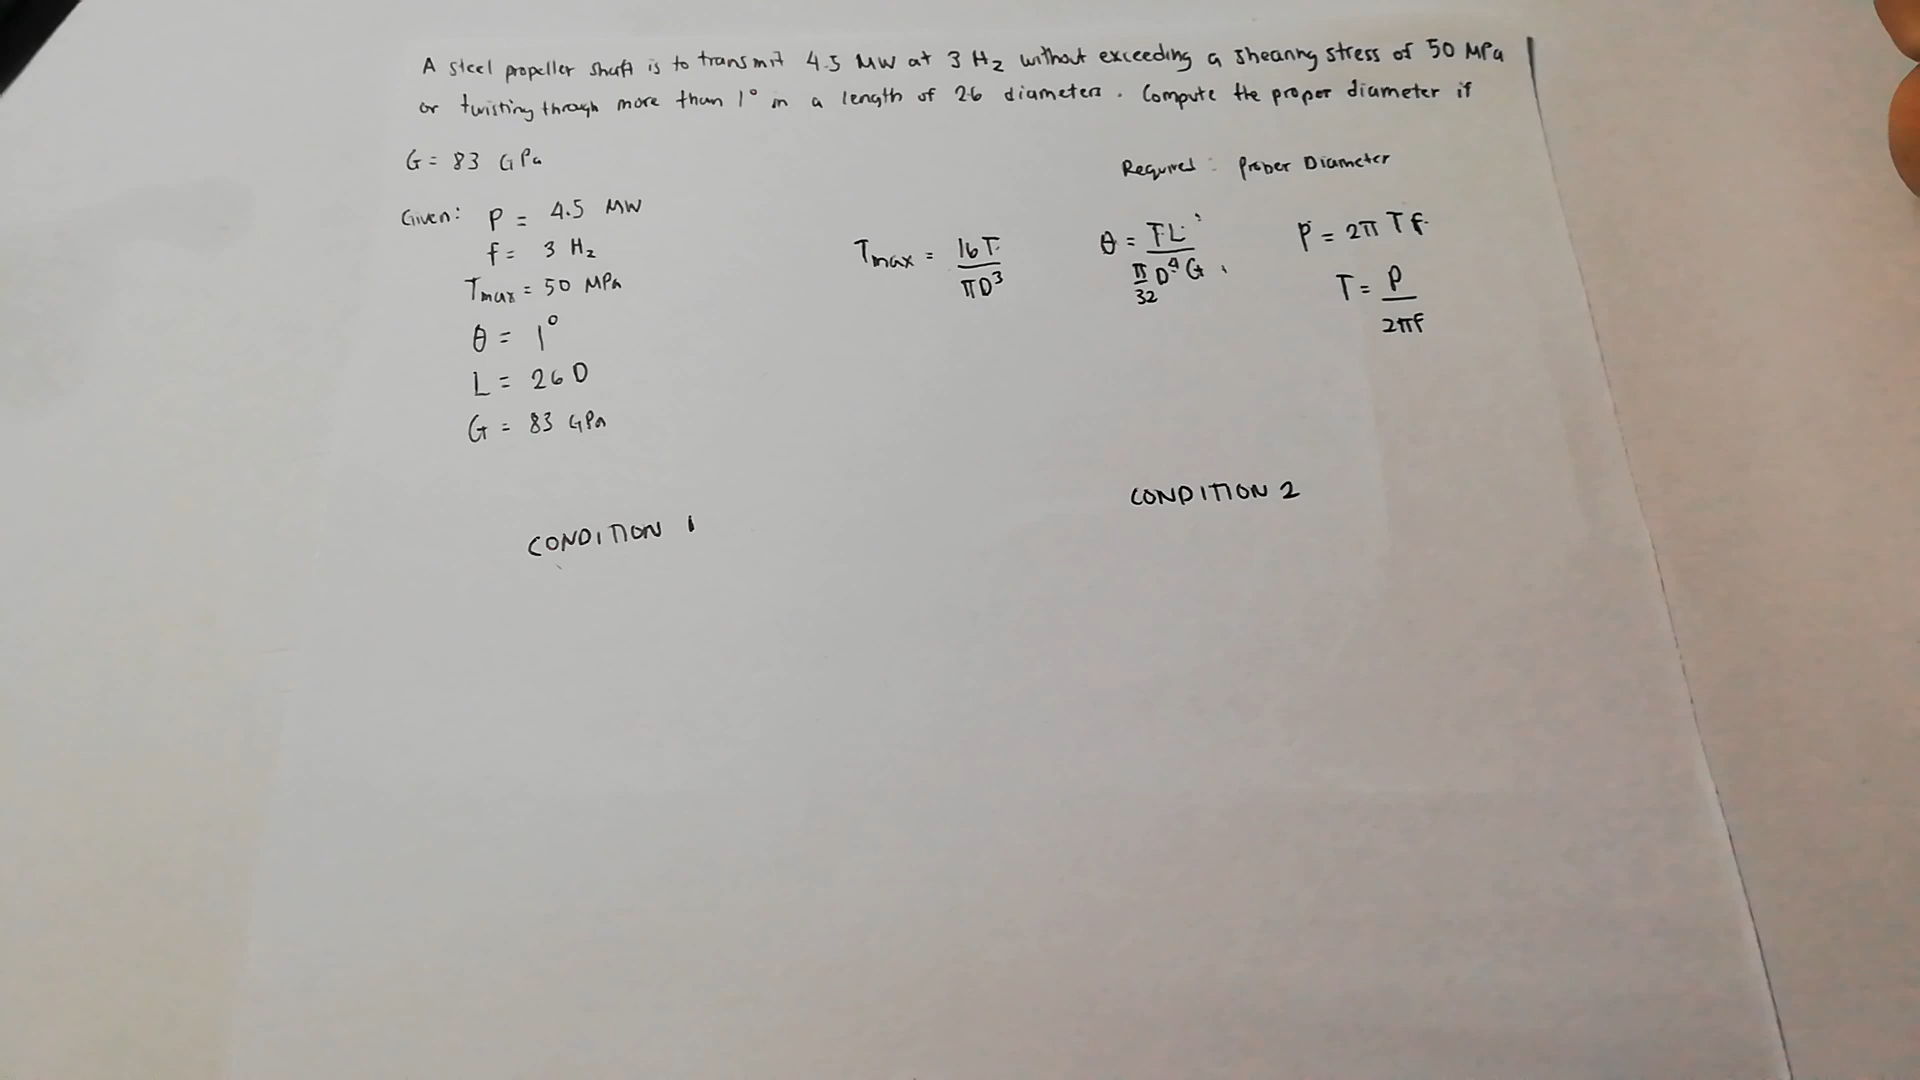 A steel propeller shaft is to transmit 4.5 MW at 3 Hz without exceeding a shearing stress of 50 MPa
or twisting through more than 1° in a length of 26 diameters. Compute the proper diameter if
G = 83 GPa
Required: Proper Diameter
Given: P = 4.5 MW
f = 3 Hz
τmax = 50 MPa
θ = 1°
L = 26 D
G = 83 GPa
τmax = 16T / πD³
θ = TL / (π/32 D⁴ G)
P = 2π T f
T = P / 2πf
CONDITION 1
CONDITION 2